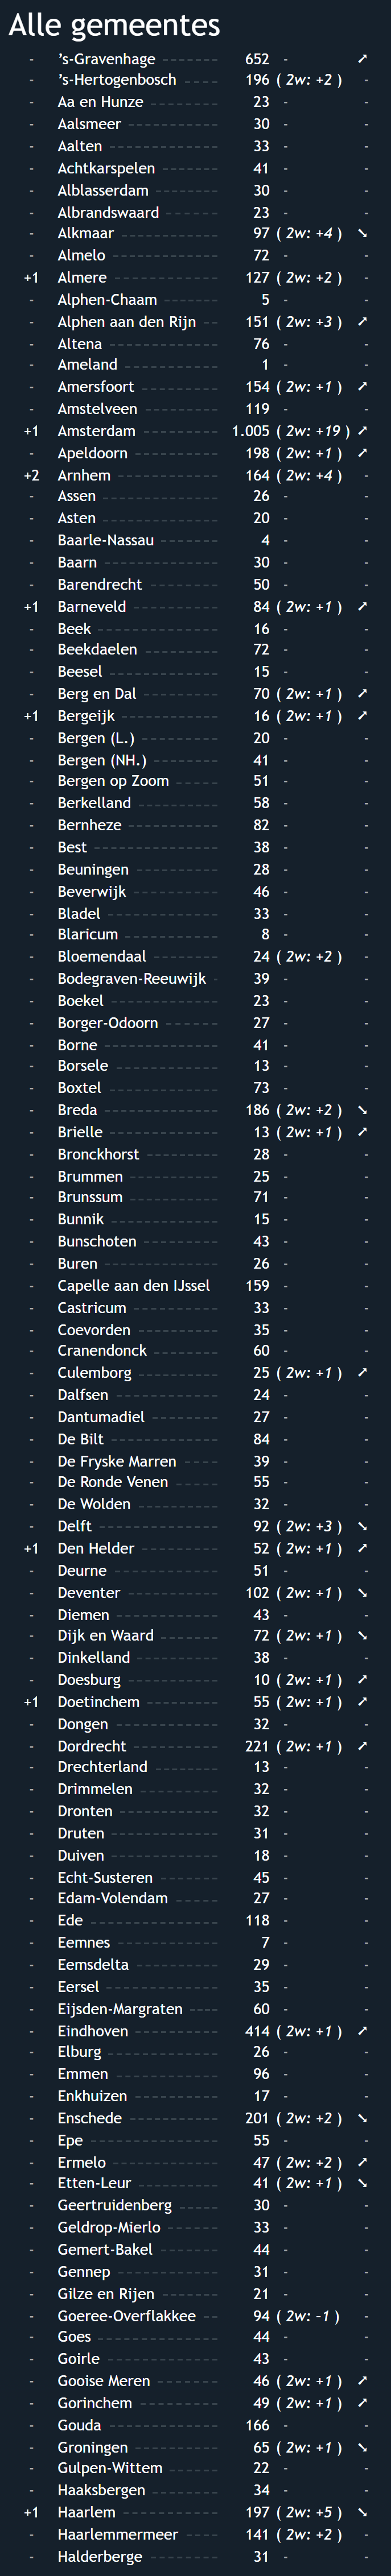 Alle gemeentes
- ’s-Gravenhage 652 - ➚
- ’s-Hertogenbosch 196 ( 2w: +2 ) -
- Aa en Hunze 23 - -
- Aalsmeer 30 - -
- Aalten 33 - -
- Achtkarspelen 41 - -
- Alblasserdam 30 - -
- Albrandswaard 23 - -
- Alkmaar 97 ( 2w: +4 ) ➘
- Almelo 72 - -
+1 Almere 127 ( 2w: +2 ) -
- Alphen-Chaam 5 - -
- Alphen aan den Rijn 151 ( 2w: +3 ) ➚
- Altena 76 - -
- Ameland 1 - -
- Amersfoort 154 ( 2w: +1 ) ➚
- Amstelveen 119 - -
+1 Amsterdam 1.005 ( 2w: +19 ) ➚
- Apeldoorn 198 ( 2w: +1 ) ➚
+2 Arnhem 164 ( 2w: +4 ) -
- Assen 26 - -
- Asten 20 - -
- Baarle-Nassau 4 - -
- Baarn 30 - -
- Barendrecht 50 - -
+1 Barneveld 84 ( 2w: +1 ) ➚
- Beek 16 - -
- Beekdaelen 72 - -
- Beesel 15 - -
- Berg en Dal 70 ( 2w: +1 ) ➚
+1 Bergeijk 16 ( 2w: +1 ) ➚
- Bergen (L.) 20 - -
- Bergen (NH.) 41 - -
- Bergen op Zoom 51 - -
- Berkelland 58 - -
- Bernheze 82 - -
- Best 38 - -
- Beuningen 28 - -
- Beverwijk 46 - -
- Bladel 33 - -
- Blaricum 8 - -
- Bloemendaal 24 ( 2w: +2 ) -
- Bodegraven-Reeuwijk 39 - -
- Boekel 23 - -
- Borger-Odoorn 27 - -
- Borne 41 - -
- Borsele 13 - -
- Boxtel 73 - -
- Breda 186 ( 2w: +2 ) ➘
- Brielle 13 ( 2w: +1 ) ➚
- Bronckhorst 28 - -
- Brummen 25 - -
- Brunssum 71 - -
- Bunnik 15 - -
- Bunschoten 43 - -
- Buren 26 - -
- Capelle aan den IJssel 159 - -
- Castricum 33 - -
- Coevorden 35 - -
- Cranendonck 60 - -
- Culemborg 25 ( 2w: +1 ) ➚
- Dalfsen 24 - -
- Dantumadiel 27 - -
- De Bilt 84 - -
- De Fryske Marren 39 - -
- De Ronde Venen 55 - -
- De Wolden 32 - -
- Delft 92 ( 2w: +3 ) ➘
+1 Den Helder 52 ( 2w: +1 ) ➚
- Deurne 51 - -
- Deventer 102 ( 2w: +1 ) ➘
- Diemen 43 - -
- Dijk en Waard 72 ( 2w: +1 ) ➘
- Dinkelland 38 - -
- Doesburg 10 ( 2w: +1 ) ➚
+1 Doetinchem 55 ( 2w: +1 ) ➚
- Dongen 32 - -
- Dordrecht 221 ( 2w: +1 ) ➚
- Drechterland 13 - -
- Drimmelen 32 - -
- Dronten 32 - -
- Druten 31 - -
- Duiven 18 - -
- Echt-Susteren 45 - -
- Edam-Volendam 27 - -
- Ede 118 - -
- Eemnes 7 - -
- Eemsdelta 29 - -
- Eersel 35 - -
- Eijsden-Margraten 60 - -
- Eindhoven 414 ( 2w: +1 ) ➚
- Elburg 26 - -
- Emmen 96 - -
- Enkhuizen 17 - -
- Enschede 201 ( 2w: +2 ) ➘
- Epe 55 - -
- Ermelo 47 ( 2w: +2 ) ➚
- Etten-Leur 41 ( 2w: +1 ) ➘
- Geertruidenberg 30 - -
- Geldrop-Mierlo 33 - -
- Gemert-Bakel 44 - -
- Gennep 31 - -
- Gilze en Rijen 21 - -
- Goeree-Overflakkee 94 ( 2w: -1 ) -
- Goes 44 - -
- Goirle 43 - -
- Gooise Meren 46 ( 2w: +1 ) ➚
- Gorinchem 49 ( 2w: +1 ) ➚
- Gouda 166 - -
- Groningen 65 ( 2w: +1 ) ➘
- Gulpen-Wittem 22 - -
- Haaksbergen 34 - -
+1 Haarlem 197 ( 2w: +5 ) ➘
- Haarlemmermeer 141 ( 2w: +2 ) -
- Halderberge 31 - -